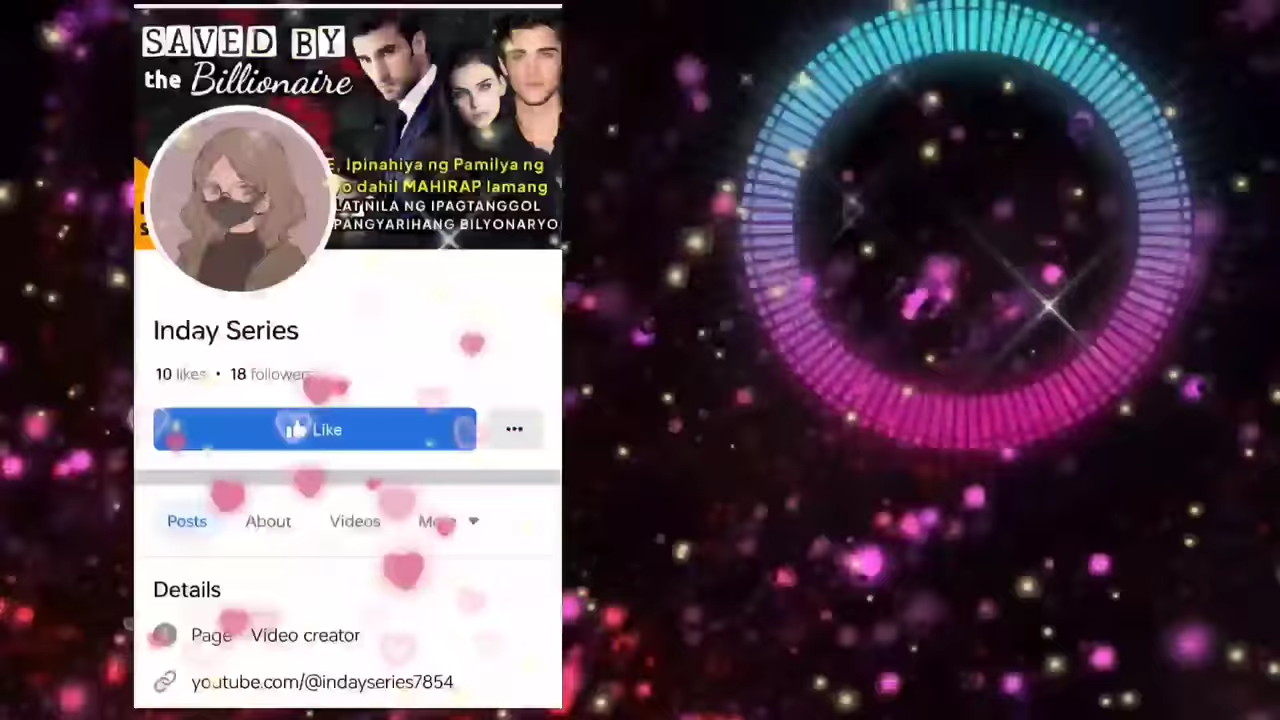 SAVED BY
the Billionaire
Ipinahiya ng Pamilya ng
dahil MAHIRAP lamang
NILA NG IPAGTANGGOL
PANGYARIHANG BILYONARYO
Inday Series
10 likes • 18 followers
Like
Posts About Videos More
Details
Page Video creator
youtube.com/@indayseries7854